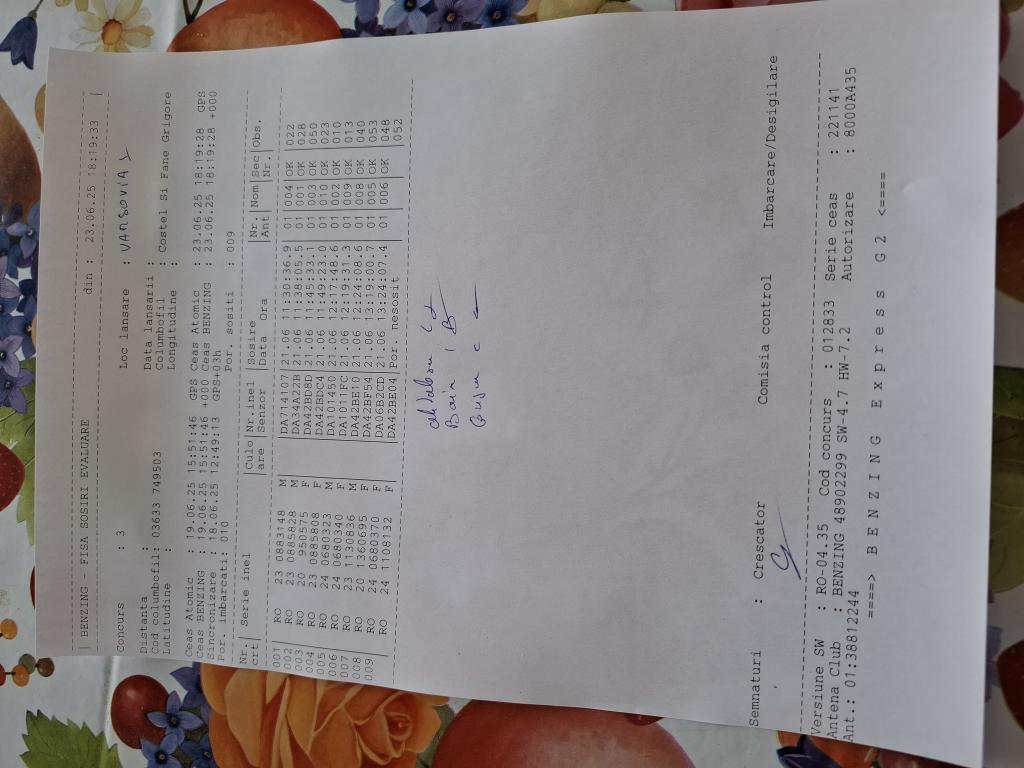 | BENZING - FISA SOSIRI EVALUARE din : 23.06.25 18:19:33 |
Concurs : 3 Loc lansare :
Distanta : Data lansarii :
Cod columbofil: 03633 749503 Columbofil : Costel Si Fane Grigore
Latitudine : Longitudine :
Ceas Atomic : 19.06.25 15:51:46 GPS Ceas Atomic : 23.06.25 18:19:28 GPS
Ceas BENZING : 19.06.25 15:51:46 +000 Ceas BENZING : 23.06.25 18:19:28 +000
Sincronizare : 18.06.25 12:49:13 GPS+03h
Por. imbarcati: 010 Por. sositi : 009
Nr.| Serie inel |Culo|Nr.inel |Sosire |Nr.|Nom|Sec|Obs.
crt| |are |Senzor |Data Ora |Ant| |Nr.|
001 | RO 23 0883148 M | |DA714107|21.06 11:30:36.9 |01 |004|OK |022
002 | RO 23 0885828 M | |DA34A22B|21.06 11:38:05.5 |01 |001|OK |028
003 | RO 20 950575 F | |DA42BDBD|21.06 11:45:23.1 |01 |003|OK |050
004 | RO 23 0885808 F | |DA42BDC4|21.06 11:49:22.0 |01 |010|OK |023
005 | RO 24 0680323 M | |DA101450|21.06 12:17:48.6 |01 |002|OK |010
006 | RO 24 0680340 F | |DA1011FC|21.06 12:19:31.3 |01 |009|OK |013
007 | RO 23 1130836 M | |DA42BE10|21.06 12:24:08.6 |01 |008|OK |040
008 | RO 20 1360695 F | |DA42BF54|21.06 13:19:00.7 |01 |005|OK |053
009 | RO 24 0680370 F | |DA06B2CD|21.06 13:24:07.4 |01 |006|OK |048
| RO 24 1108132 F | |DA42BE04|Por. nesosit 052
Semnaturi : Crescator Comisia control Imbarcare/Desigilare
Versiune SW : RO-04.35 Cod concurs : 012833 Serie ceas : 221141
Antena Club : BENZING 48902299 SW-4.7 HW-7.2 Autorizare : 8000A435
Ant.: 01:38812244
====> B E N Z I N G E x p r e s s G 2 <====